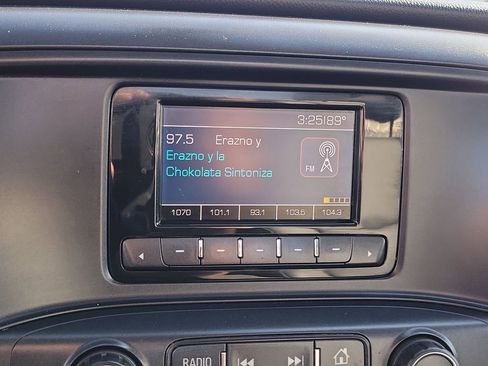 3:25|89°
97.5 Erazno y
Erazno y la
Chokolata Sintoniza
FM
1070 101.1 93.1 103.5 104.3
RADIO